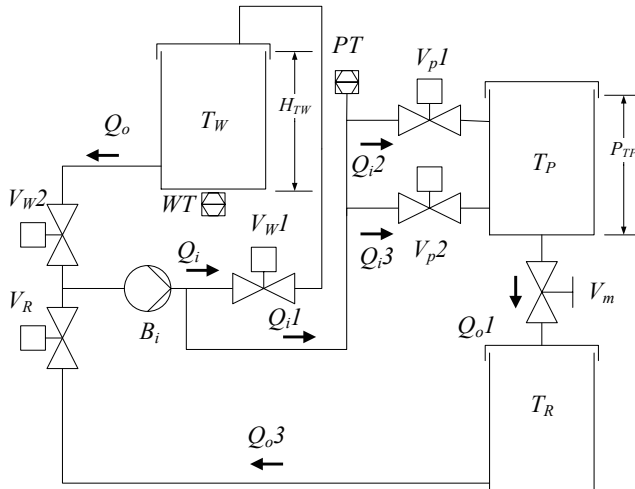 PT
V_p1
T_W
H_TW
Q_o
T_P
P_TP
Q_i2
V_W2
WT
V_W1
Q_i
Q_i3
V_p2
V_R
B_i
Q_i1
V_m
Q_o1
T_R
Q_o3